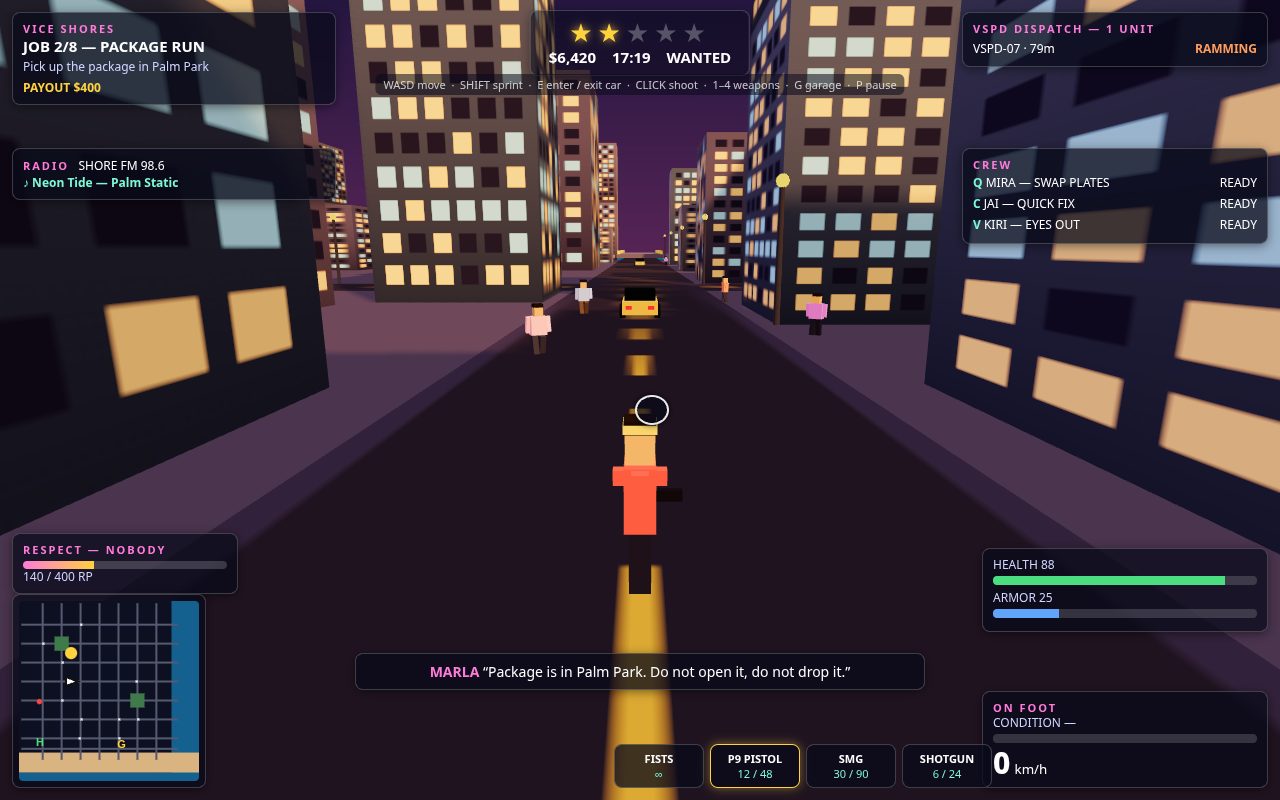 VICE SHORES
JOB 2/8 — PACKAGE RUN
Pick up the package in Palm Park
PAYOUT $400
$6,420 17:19 WANTED
WASD move · SHIFT sprint · E enter / exit car · CLICK shoot · 1–4 weapons · G garage · P pause
VSPD DISPATCH — 1 UNIT
VSPD-07 · 79m RAMMING
RADIO SHORE FM 98.6
♪ Neon Tide — Palm Static
CREW
Q MIRA — SWAP PLATES READY
C JAI — QUICK FIX READY
V KIRI — EYES OUT READY
RESPECT — NOBODY
140 / 400 RP
H G
HEALTH 88
ARMOR 25
MARLA “Package is in Palm Park. Do not open it, do not drop it.”
ON FOOT
CONDITION —
0 km/h
FISTS
∞
P9 PISTOL
12 / 48
SMG
30 / 90
SHOTGUN
6 / 24